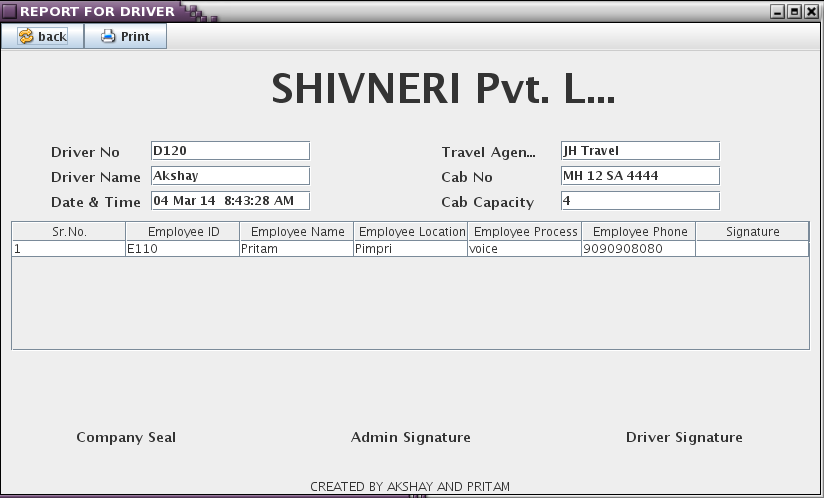 REPORT FOR DRIVER
back Print
SHIVNERI Pvt. L...
Driver No D120 Travel Agen... JH Travel
Driver Name Akshay Cab No MH 12 SA 4444
Date & Time 04 Mar 14 8:43:28 AM Cab Capacity 4
Sr.No. Employee ID Employee Name Employee Location Employee Process Employee Phone Signature
1 E110 Pritam Pimpri voice 9090908080
Company Seal Admin Signature Driver Signature
CREATED BY AKSHAY AND PRITAM